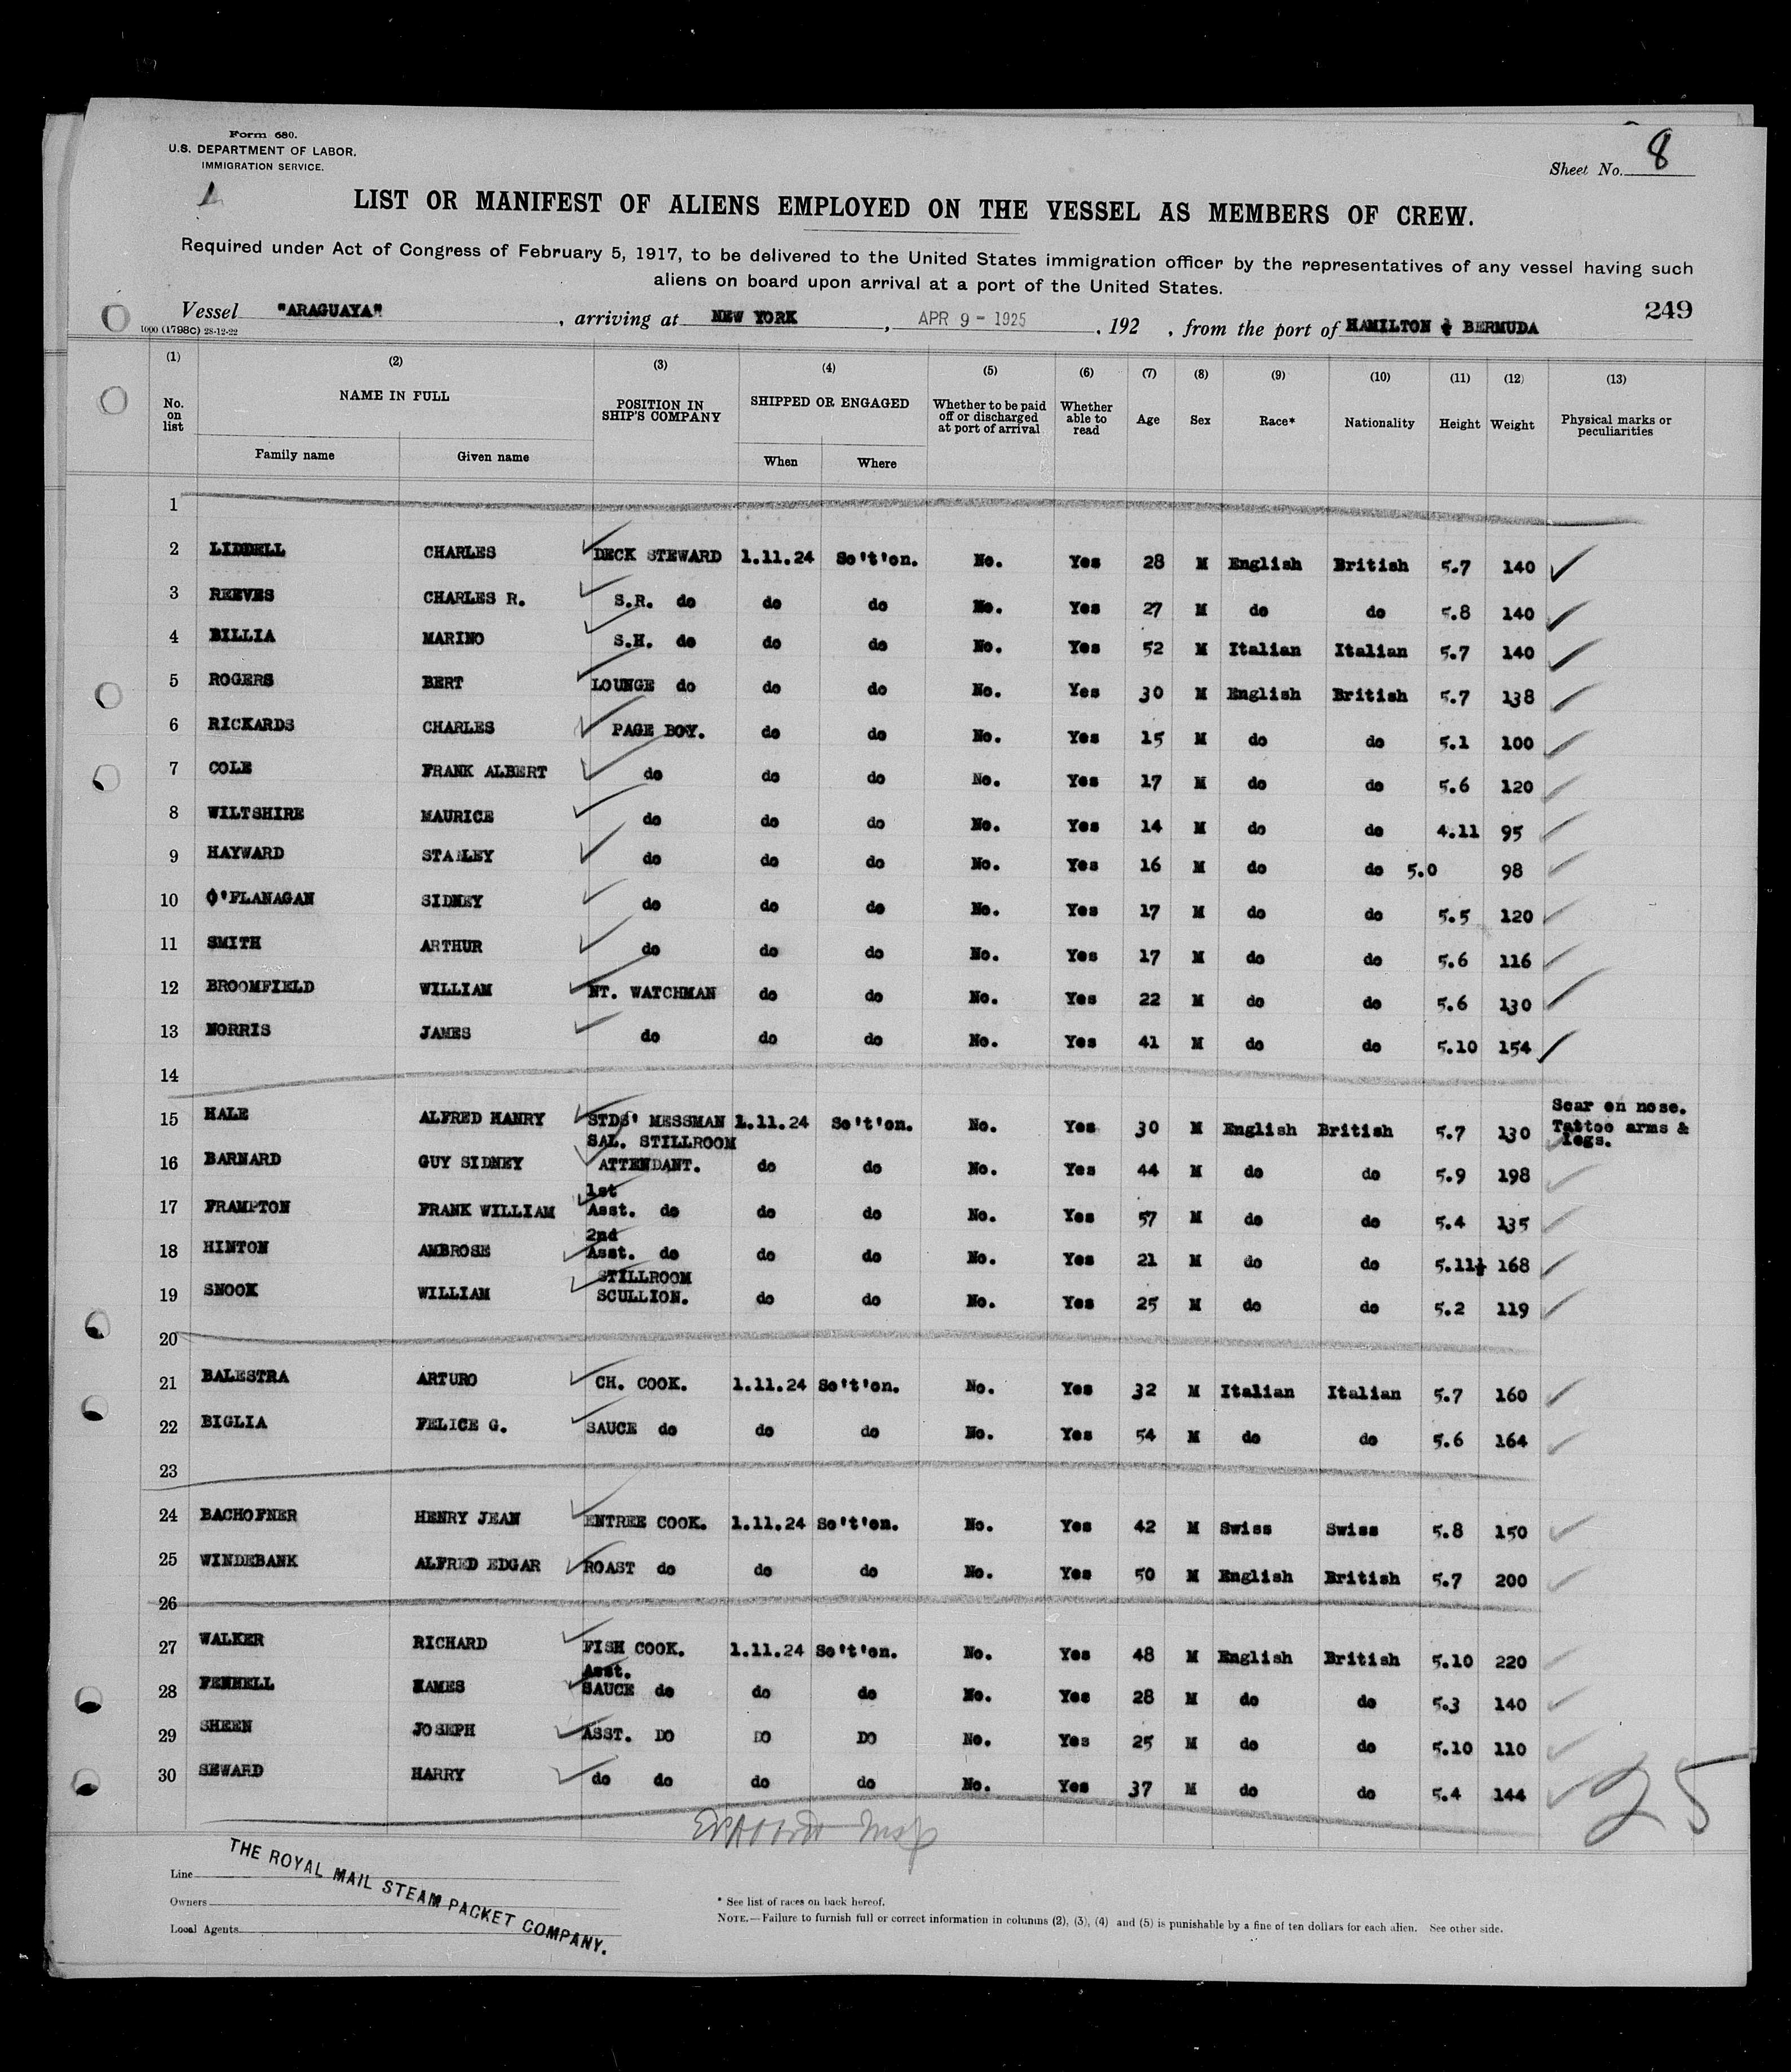 Form 680.
U.S. DEPARTMENT OF LABOR.
IMMIGRATION SERVICE.
Sheet No. 8
LIST OR MANIFEST OF ALIENS EMPLOYED ON THE VESSEL AS MEMBERS OF CREW.
Required under Act of Congress of February 5, 1917, to be delivered to the United States immigration officer by the representatives of any vessel having such
aliens on board upon arrival at a port of the United States.
249
Vessel "ARAGUAYA", arriving at NEW YORK, APR 9 - 1925, 192 , from the port of HAMILTON BERMUDA
1000 (1798C) 28-12-22
(1) (2) (3) (4) (5) (6) (7) (8) (9) (10) (11) (12) (13)
No. on list NAME IN FULL POSITION IN SHIP'S COMPANY SHIPPED OR ENGAGED Whether to be paid off or discharged at port of arrival Whether able to read Age Sex Race* Nationality Height Weight Physical marks or peculiarities
Family name Given name When Where
1
2 LIDDELL CHARLES DECK STEWARD 1.11.24 So't'on. No. Yes 28 M English British 5.7 140
3 REEVES CHARLES R. S.R. do do do No. Yes 27 M do do 5.8 140
4 BILLIA MARINO S.H. do do do No. Yes 52 M Italian Italian 5.7 140
5 ROGERS BERT LOUNGE do do do No. Yes 30 M English British 5.7 138
6 RICKARDS CHARLES PAGE BOY. do do No. Yes 15 M do do 5.1 100
7 COLE FRANK ALBERT do do do No. Yes 17 M do do 5.6 120
8 WILTSHIRE MAURICE do do do No. Yes 14 M do do 4.11 95
9 HAYWARD STANLEY do do do No. Yes 16 M do do 5.0 98
10 O'FLANAGAN SIDNEY do do do No. Yes 17 M do do 5.5 120
11 SMITH ARTHUR do do do No. Yes 17 M do do 5.6 116
12 BROOMFIELD WILLIAM NT. WATCHMAN do do No. Yes 22 M do do 5.6 130
13 NORRIS JAMES do do do No. Yes 41 M do do 5.10 154
14
15 HALE ALFRED HANRY STDS' MESSMAN 1.11.24 So't'on. No. Yes 30 M English British 5.7 130 Scar on nose. Tattoo arms & legs.
16 BARNARD GUY SIDNEY SAL. STILLROOM ATTENDANT. do do No. Yes 44 M do do 5.9 198
17 FRAMPTON FRANK WILLIAM 1st Asst. do do do No. Yes 57 M do do 5.4 135
18 HINTON AMBROSE 2nd Asst. do do do No. Yes 21 M do do 5.11½ 168
19 SNOOK WILLIAM STILLROOM SCULLION. do do No. Yes 25 M do do 5.2 119
20
21 BALESTRA ARTURO CH. COOK. 1.11.24 So't'on. No. Yes 32 M Italian Italian 5.7 160
22 BIGLIA FELICE G. SAUCE do do do No. Yes 54 M do do 5.6 164
23
24 BACHOFNER HENRY JEAN ENTREE COOK. 1.11.24 So't'on. No. Yes 42 M Swiss Swiss 5.8 150
25 WINDEBANK ALFRED EDGAR ROAST do do do No. Yes 50 M English British 5.7 200
26
27 WALKER RICHARD FISH COOK. 1.11.24 So't'on. No. Yes 48 M English British 5.10 220
28 FENHELL Asst. SAUCE do do do No. Yes 28 M do do 5.3 140
29 SHEEN JOSEPH ASST. DO DO DO No. Yes 25 M do do 5.10 110
30 SEWARD HARRY do do do do No. Yes 37 M do do 5.4 144
25
Line
Owners
Local Agents
THE ROYAL MAIL STEAM PACKET COMPANY.
* See list of races on back hereof.
NOTE.—Failure to furnish full or correct information in columns (2), (3), (4) and (5) is punishable by a fine of ten dollars for each alien. See other side.